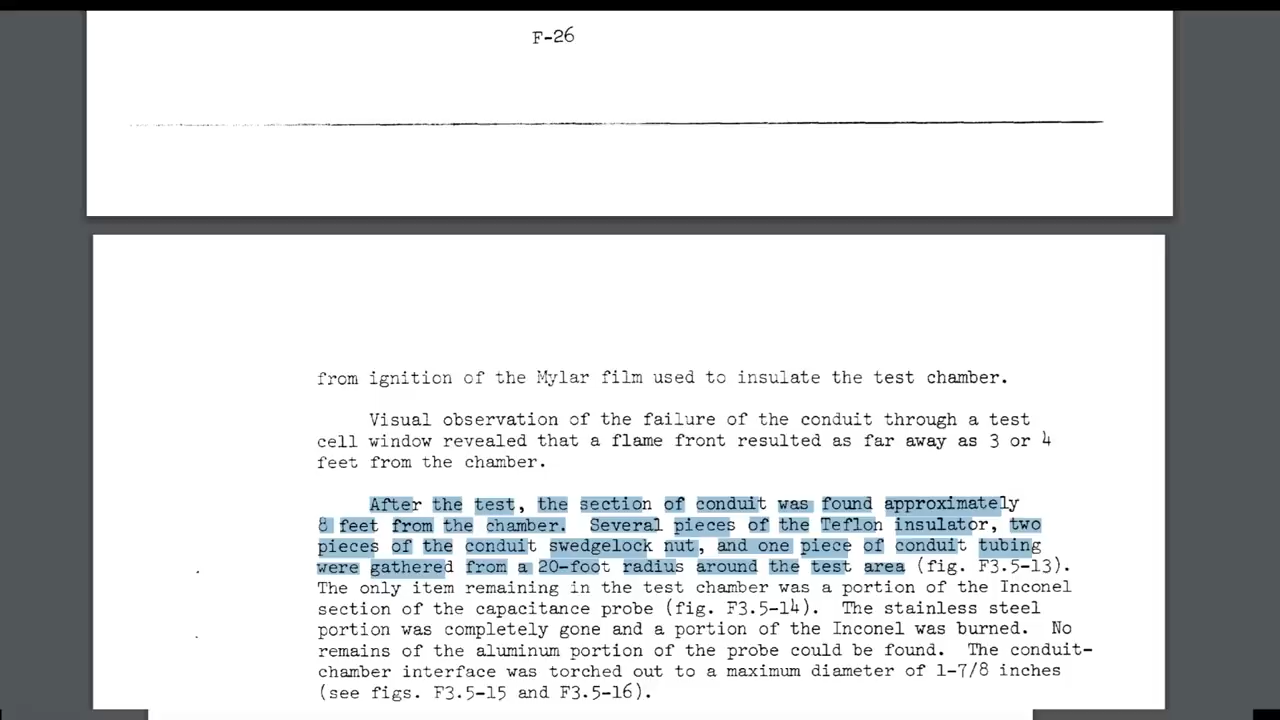 F-26
from ignition of the Mylar film used to insulate the test chamber.
Visual observation of the failure of the conduit through a test
cell window revealed that a flame front resulted as far away as 3 or 4
feet from the chamber.
After the test, the section of conduit was found approximately
8 feet from the chamber. Several pieces of the Teflon insulator, two
pieces of the conduit swedgelock nut, and one piece of conduit tubing
were gathered from a 20-foot radius around the test area (fig. F3.5-13).
The only item remaining in the test chamber was a portion of the Inconel
section of the capacitance probe (fig. F3.5-14). The stainless steel
portion was completely gone and a portion of the Inconel was burned. No
remains of the aluminum portion of the probe could be found. The conduit-
chamber interface was torched out to a maximum diameter of 1-7/8 inches
(see figs. F3.5-15 and F3.5-16).